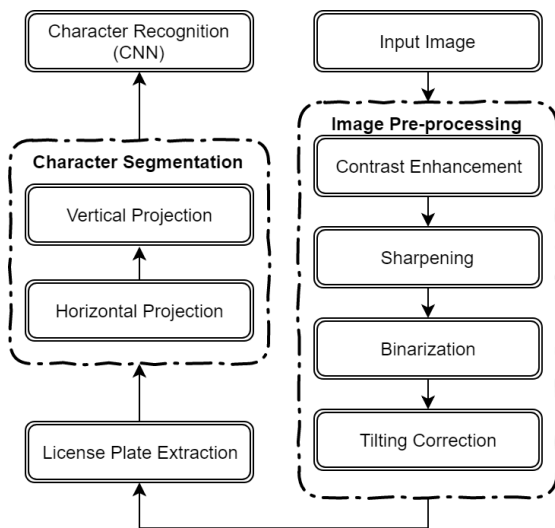 Character Recognition
(CNN)
Character Segmentation
Vertical Projection
Horizontal Projection
License Plate Extraction
Input Image
Image Pre-processing
Contrast Enhancement
Sharpening
Binarization
Tilting Correction